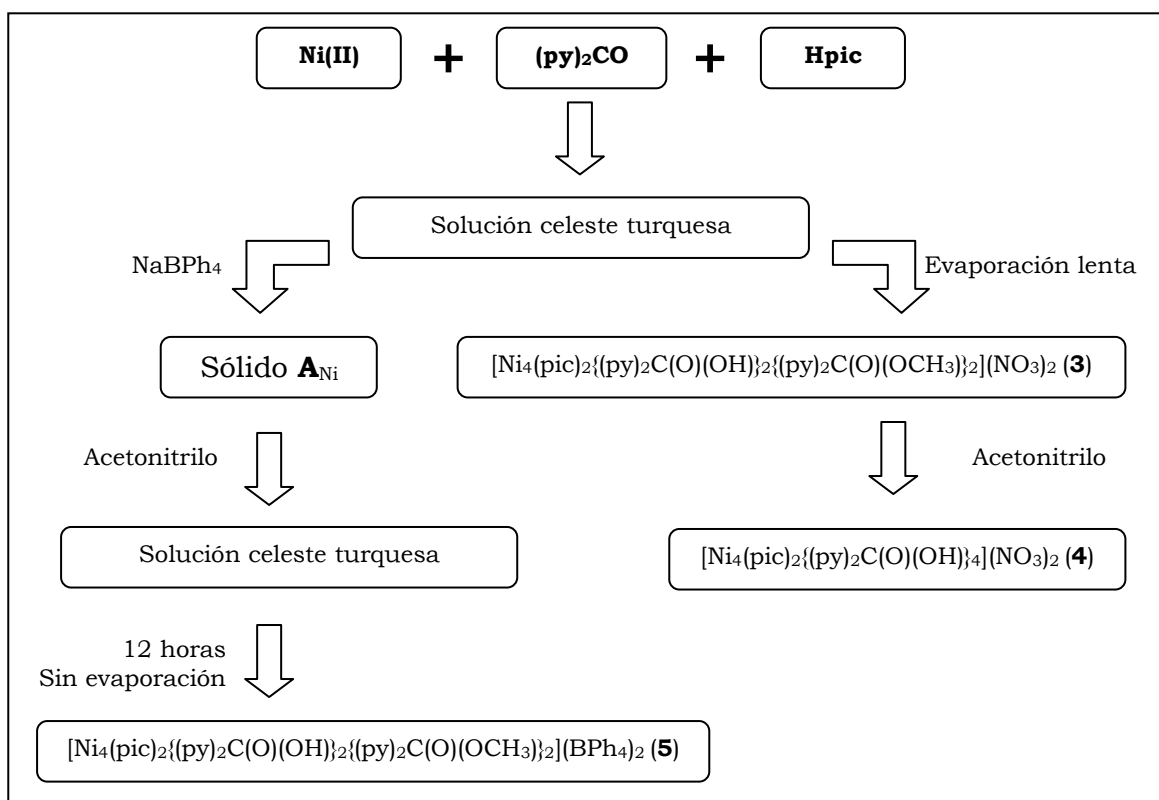 Ni(II) + (py)₂CO + Hpic
Solución celeste turquesa
NaBPh₄
Evaporación lenta
Sólido A_Ni
[Ni₄(pic)₂{(py)₂C(O)(OH)}₂{(py)₂C(O)(OCH₃)}₂](NO₃)₂ (3)
Acetonitrilo
Acetonitrilo
Solución celeste turquesa
[Ni₄(pic)₂{(py)₂C(O)(OH)}₄](NO₃)₂ (4)
12 horas
Sin evaporación
[Ni₄(pic)₂{(py)₂C(O)(OH)}₂{(py)₂C(O)(OCH₃)}₂](BPh₄)₂ (5)